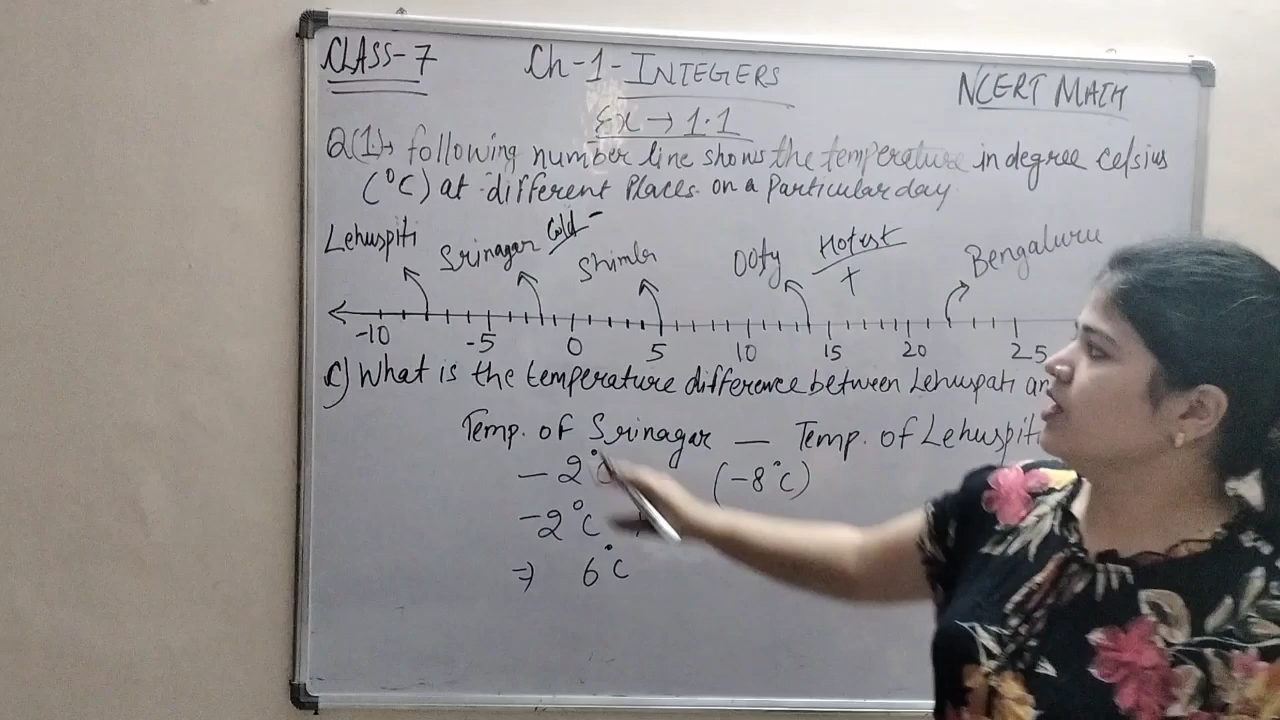 CLASS-7
Ch-1-INTEGERS
NCERT MATH
Ex → 1.1
Q(1)→ following number line shows the temperature in degree celsius
(°C) at different Places on a Particular day
Lehuspiti Srinagar Cold - Shimla Ooty Hotest + Bengaluru
-10 -5 0 5 10 15 20 25
c) What is the temperature difference between Lehuspati an
Temp. of Srinagar — Temp. of Lehuspiti
-2° (-8°C)
-2°C
⇒ 6°C